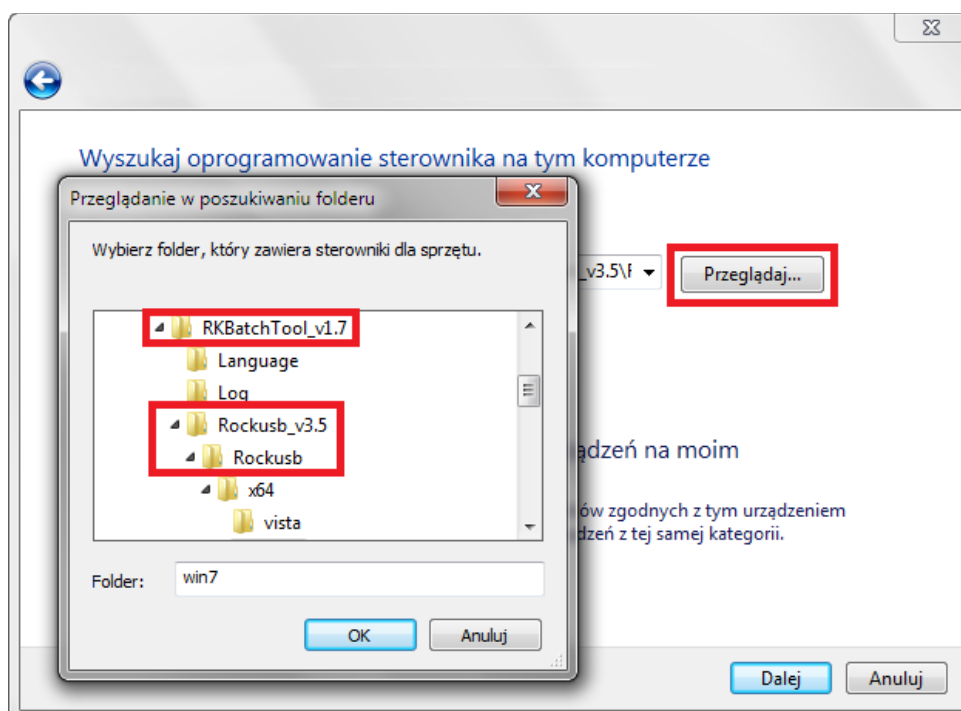 Wyszukaj oprogramowanie sterownika na tym komputerze
Przeglądanie w poszukiwaniu folderu
Wybierz folder, który zawiera sterowniki dla sprzętu.
_v3.5\
Przeglądaj...
RKBatchTool_v1.7
Language
Log
Rockusb_v3.5
Rockusb
x64
vista
ądzeń na moim
ów zgodnych z tym urządzeniem
dzeń z tej samej kategorii.
Folder:
win7
OK
Anuluj
Dalej
Anuluj